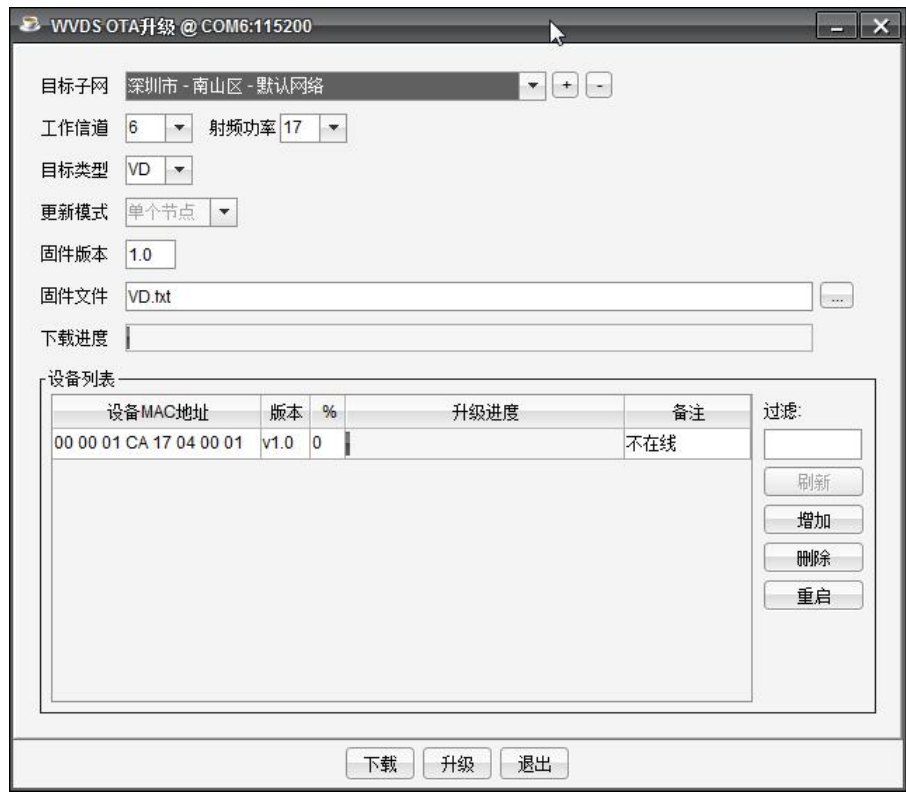 WVDS OTA升级 @ COM6:115200
目标子网 深圳市 - 南山区 - 默认网络 + -
工作信道 6 射频功率 17
目标类型 VD
更新模式 单个节点
固件版本 1.0
固件文件 VD.txt ...
下载进度
设备列表
设备MAC地址 版本 % 升级进度 备注 过滤:
00 00 01 CA 17 04 00 01 v1.0 0 不在线
刷新
增加
删除
重启
下载 升级 退出